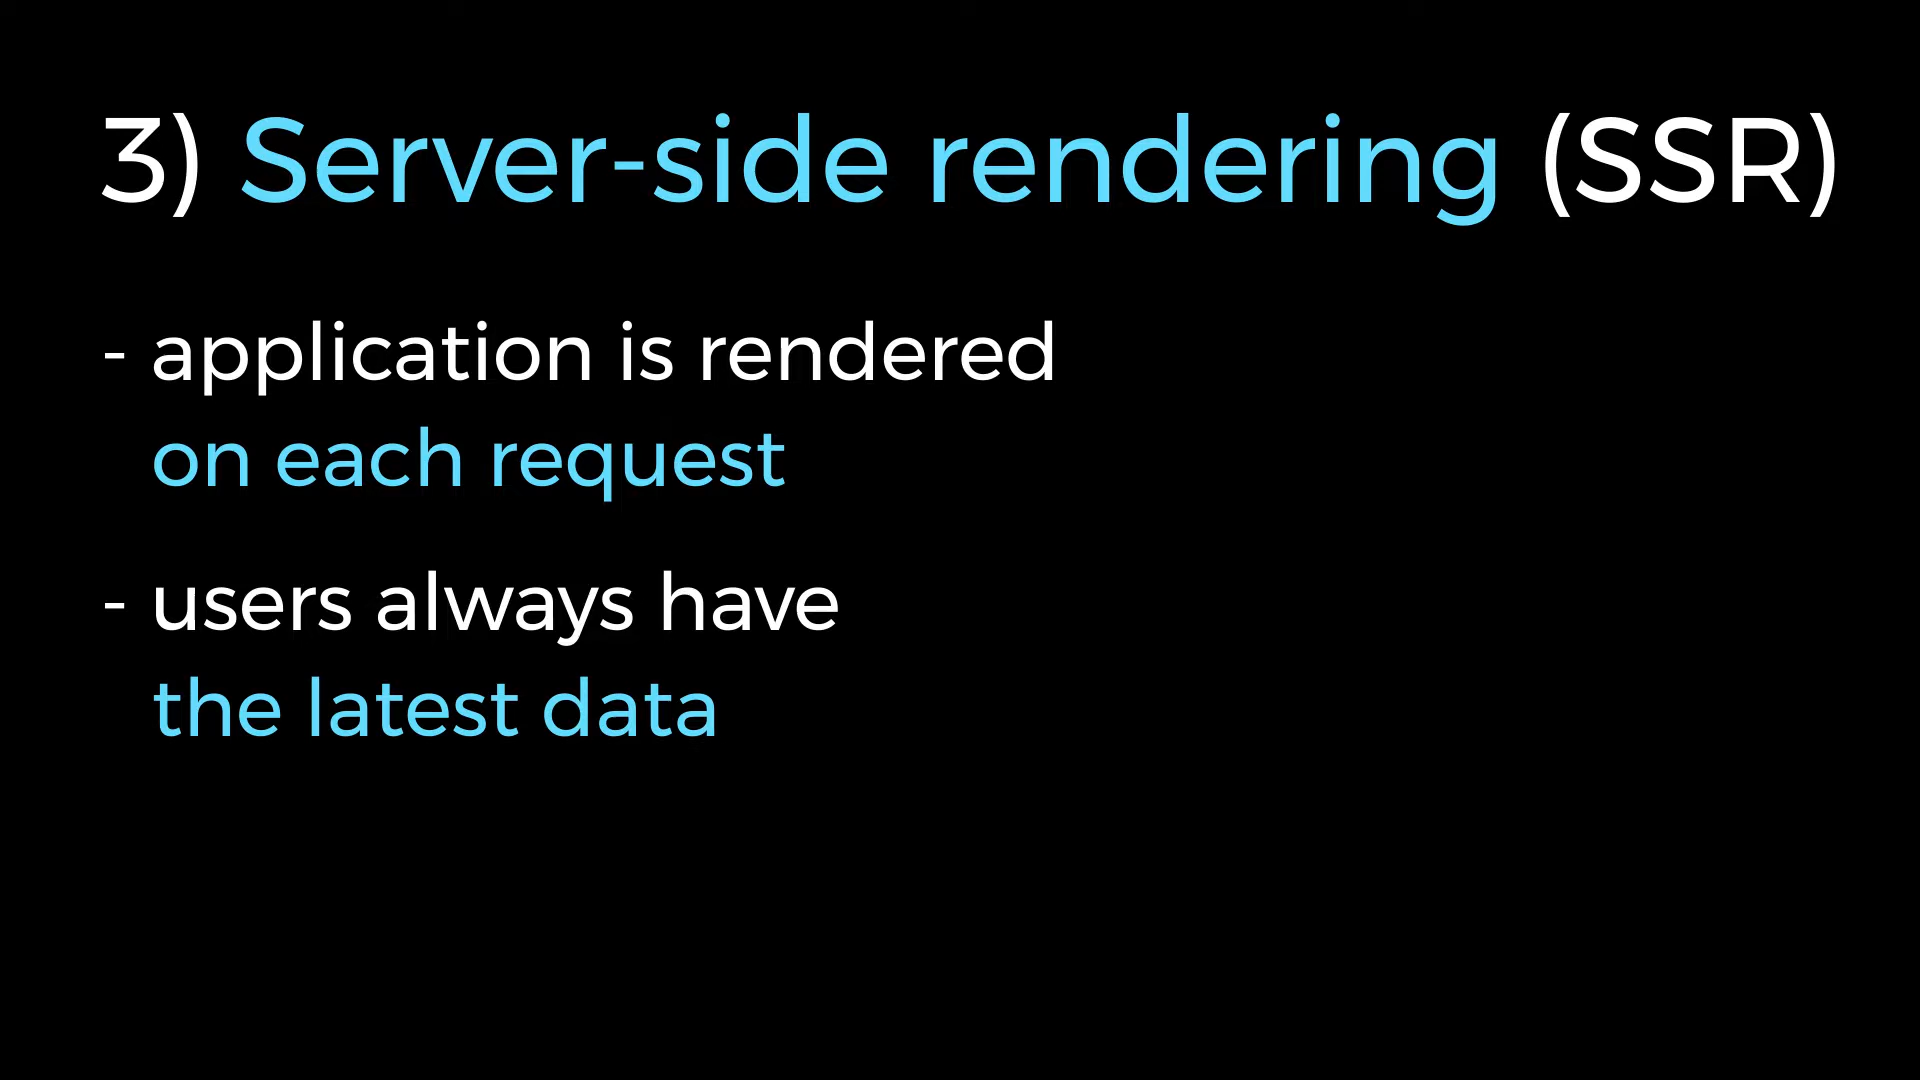 3) Server-side rendering (SSR)
- application is rendered
on each request
- users always have
the latest data